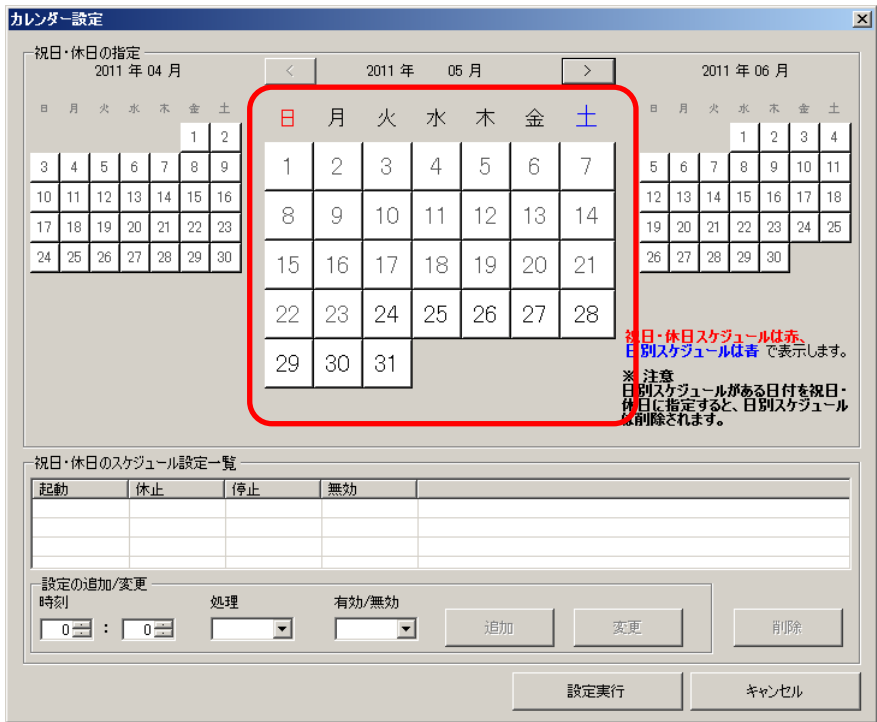 カレンダー設定
祝日・休日の指定
2011 年 04 月
<
2011 年 05 月
>
2011 年 06 月
日 月 火 水 木 金 土
1 2
3 4 5 6 7 8 9
10 11 12 13 14 15 16
17 18 19 20 21 22 23
24 25 26 27 28 29 30
日 月 火 水 木 金 土
1 2 3 4 5 6 7
8 9 10 11 12 13 14
15 16 17 18 19 20 21
22 23 24 25 26 27 28
29 30 31
日 月 火 水 木 金 土
1 2 3 4
5 6 7 8 9 10 11
12 13 14 15 16 17 18
19 20 21 22 23 24 25
26 27 28 29 30
祝日・休日スケジュールは赤、
日別スケジュールは青 で表示します。
※ 注意
日別スケジュールがある日付を祝日・
休日に指定すると、日別スケジュール
は削除されます。
祝日・休日のスケジュール設定一覧
起動 休止 停止 無効
設定の追加/変更
時刻 処理 有効/無効
0 : 0 追加 変更 削除
設定実行 キャンセル